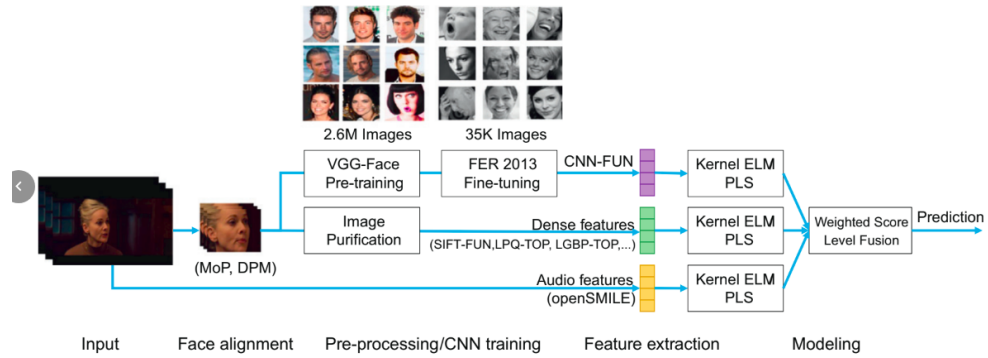 2.6M Images
35K Images
VGG-Face
Pre-training
FER 2013
Fine-tuning
CNN-FUN
Kernel ELM
PLS
(MoP, DPM)
Image
Purification
Dense features
(SIFT-FUN,LPQ-TOP, LGBP-TOP,...)
Kernel ELM
PLS
Weighted Score
Level Fusion
Prediction
Audio features
(openSMILE)
Kernel ELM
PLS
Input
Face alignment
Pre-processing/CNN training
Feature extraction
Modeling